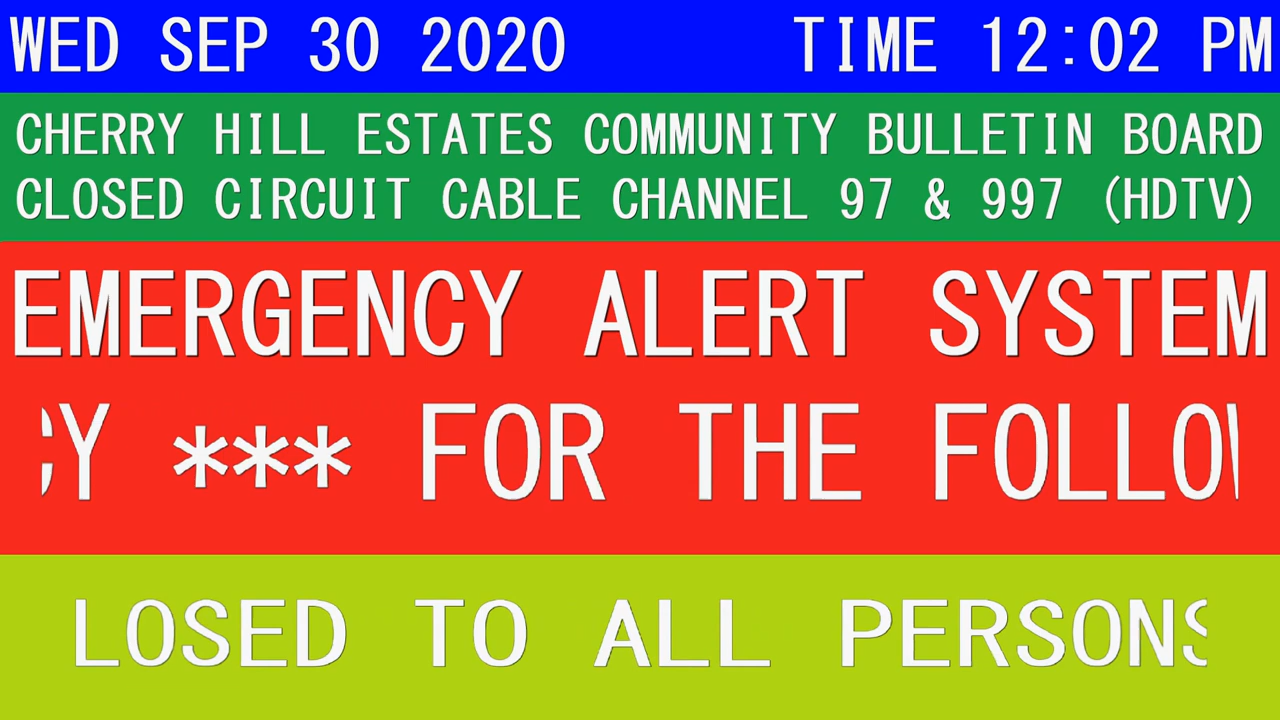 WED SEP 30 2020 TIME 12:02 PM
CHERRY HILL ESTATES COMMUNITY BULLETIN BOARD
CLOSED CIRCUIT CABLE CHANNEL 97 & 997 (HDTV)
EMERGENCY ALERT SYSTEM
Y *** FOR THE FOLLO
LOSED TO ALL PERSONS